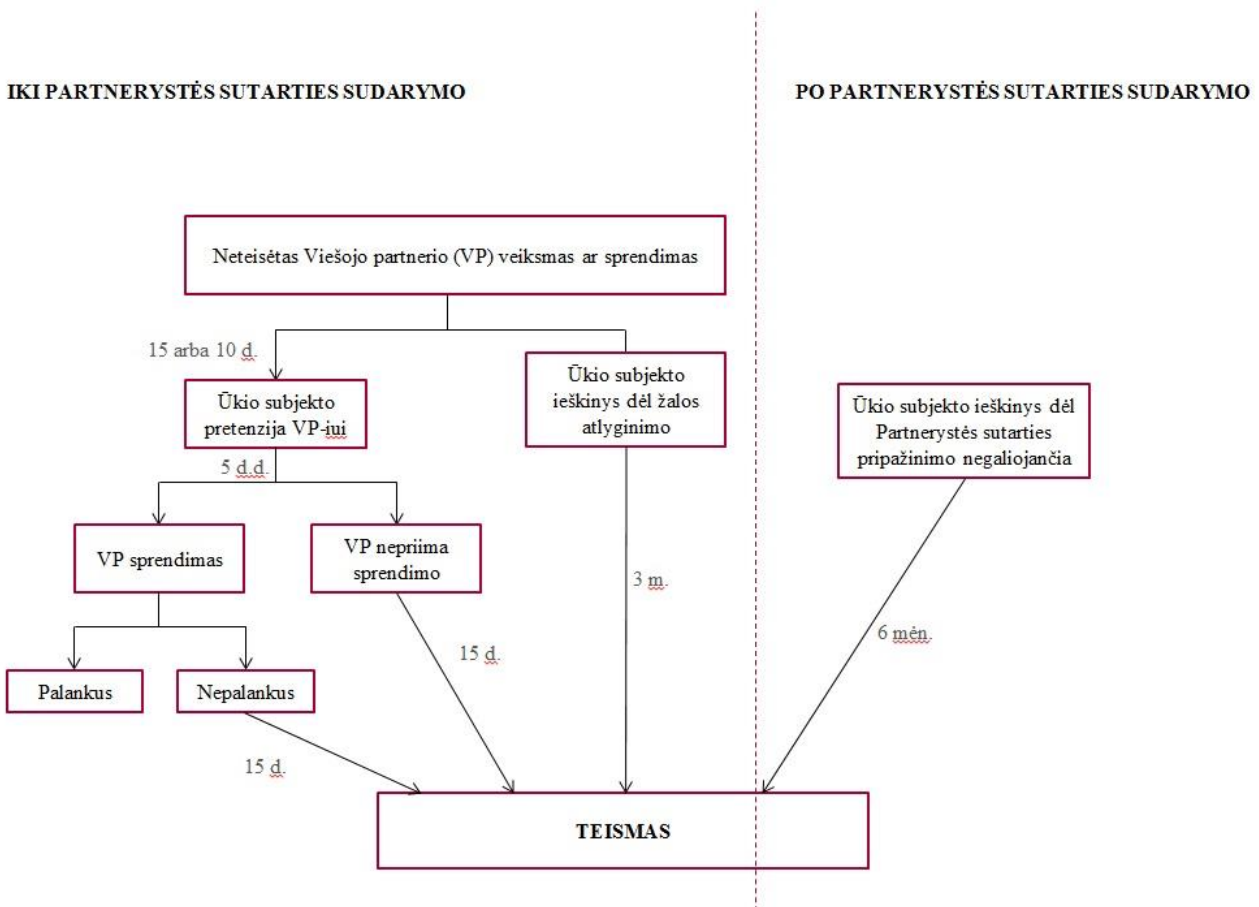 IKI PARTNERYSTĖS SUTARTIES SUDARYMO
PO PARTNERYSTĖS SUTARTIES SUDARYMO
Neteisėtas Viešojo partnerio (VP) veiksmas ar sprendimas
15 arba 10 d.
Ūkio subjekto
pretenzija VP-iui
Ūkio subjekto
ieškinys dėl žalos
atlyginimo
Ūkio subjekto ieškinys dėl
Partnerystės sutarties
pripažinimo negaliojančia
5 d.d.
VP sprendimas
VP nepriima
sprendimo
3 m.
6 mėn.
15 d.
Palankus
Nepalankus
15 d.
TEISMAS